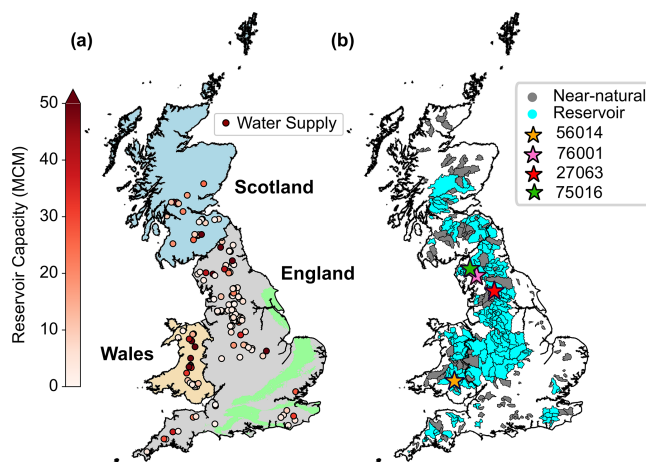 (a)
(b)
Reservoir Capacity (MCM)
50
40
30
20
10
0
Water Supply
Scotland
England
Wales
Near-natural
Reservoir
56014
76001
27063
75016